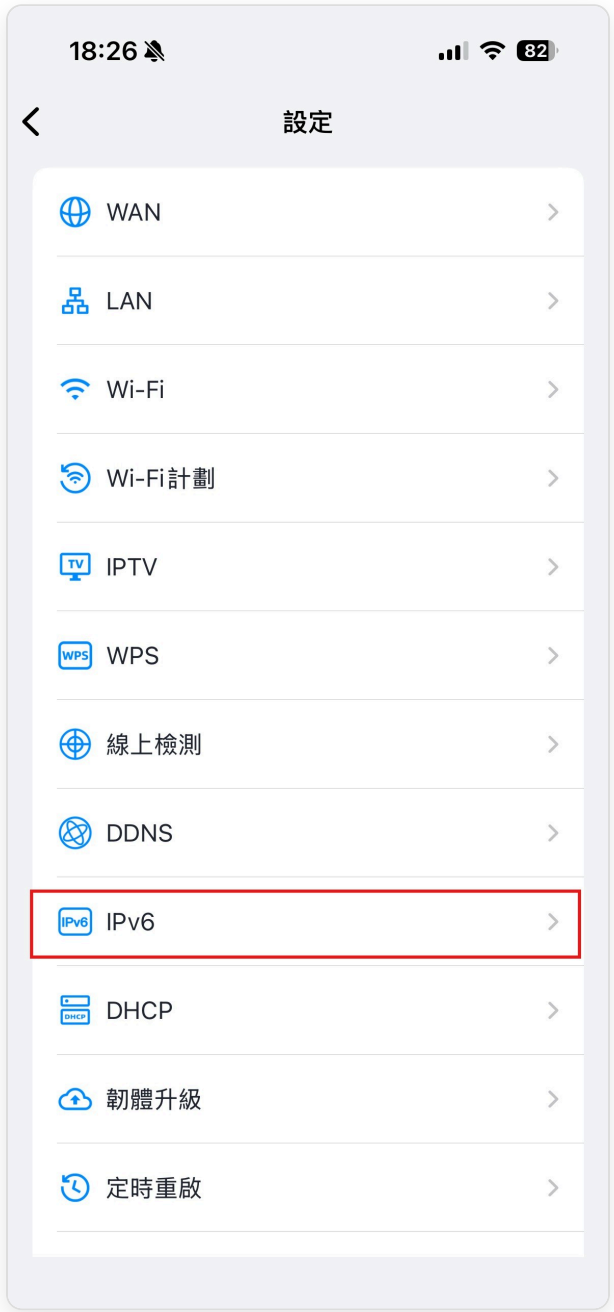 18:26
82
設定
WAN
LAN
Wi-Fi
Wi-Fi計劃
TV IPTV
WPS WPS
線上檢測
DDNS
IPv6 IPv6
DHCP DHCP
韌體升級
定時重啟